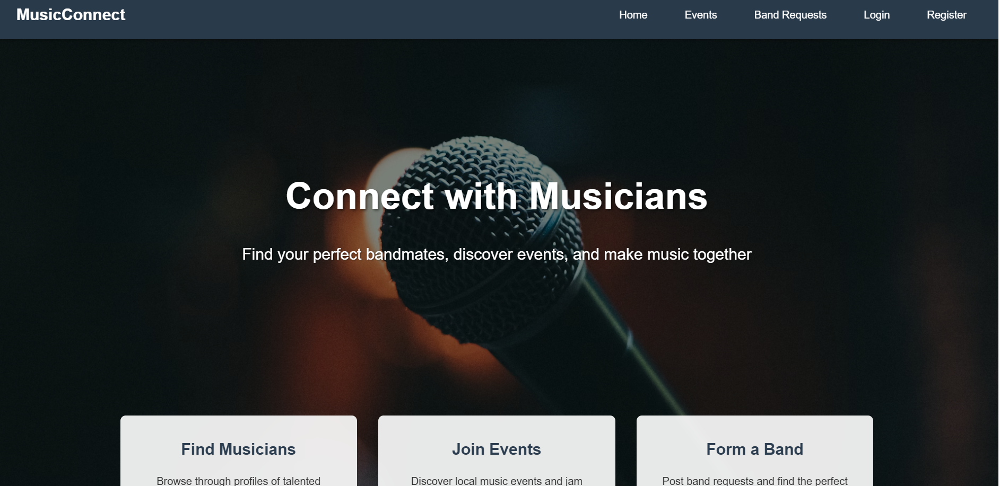 MusicConnect
Home
Events
Band Requests
Login
Register
Connect with Musicians
Find your perfect bandmates, discover events, and make music together
Find Musicians
Browse through profiles of talented
Join Events
Discover local music events and jam
Form a Band
Post band requests and find the perfect